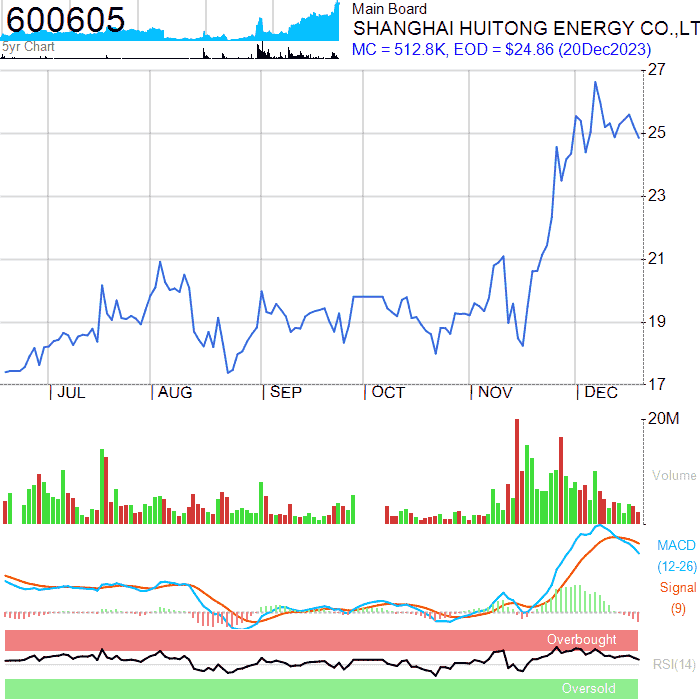 600605
5yr Chart
Main Board
SHANGHAI HUITONG ENERGY CO.,LT
MC = 512.8K, EOD = $24.86 (20Dec2023)
27
25
23
21
19
17
JUL
AUG
SEP
OCT
NOV
DEC
20M
Volume
MACD
(12-26)
Signal
(9)
Overbought
RSI(14)
Oversold